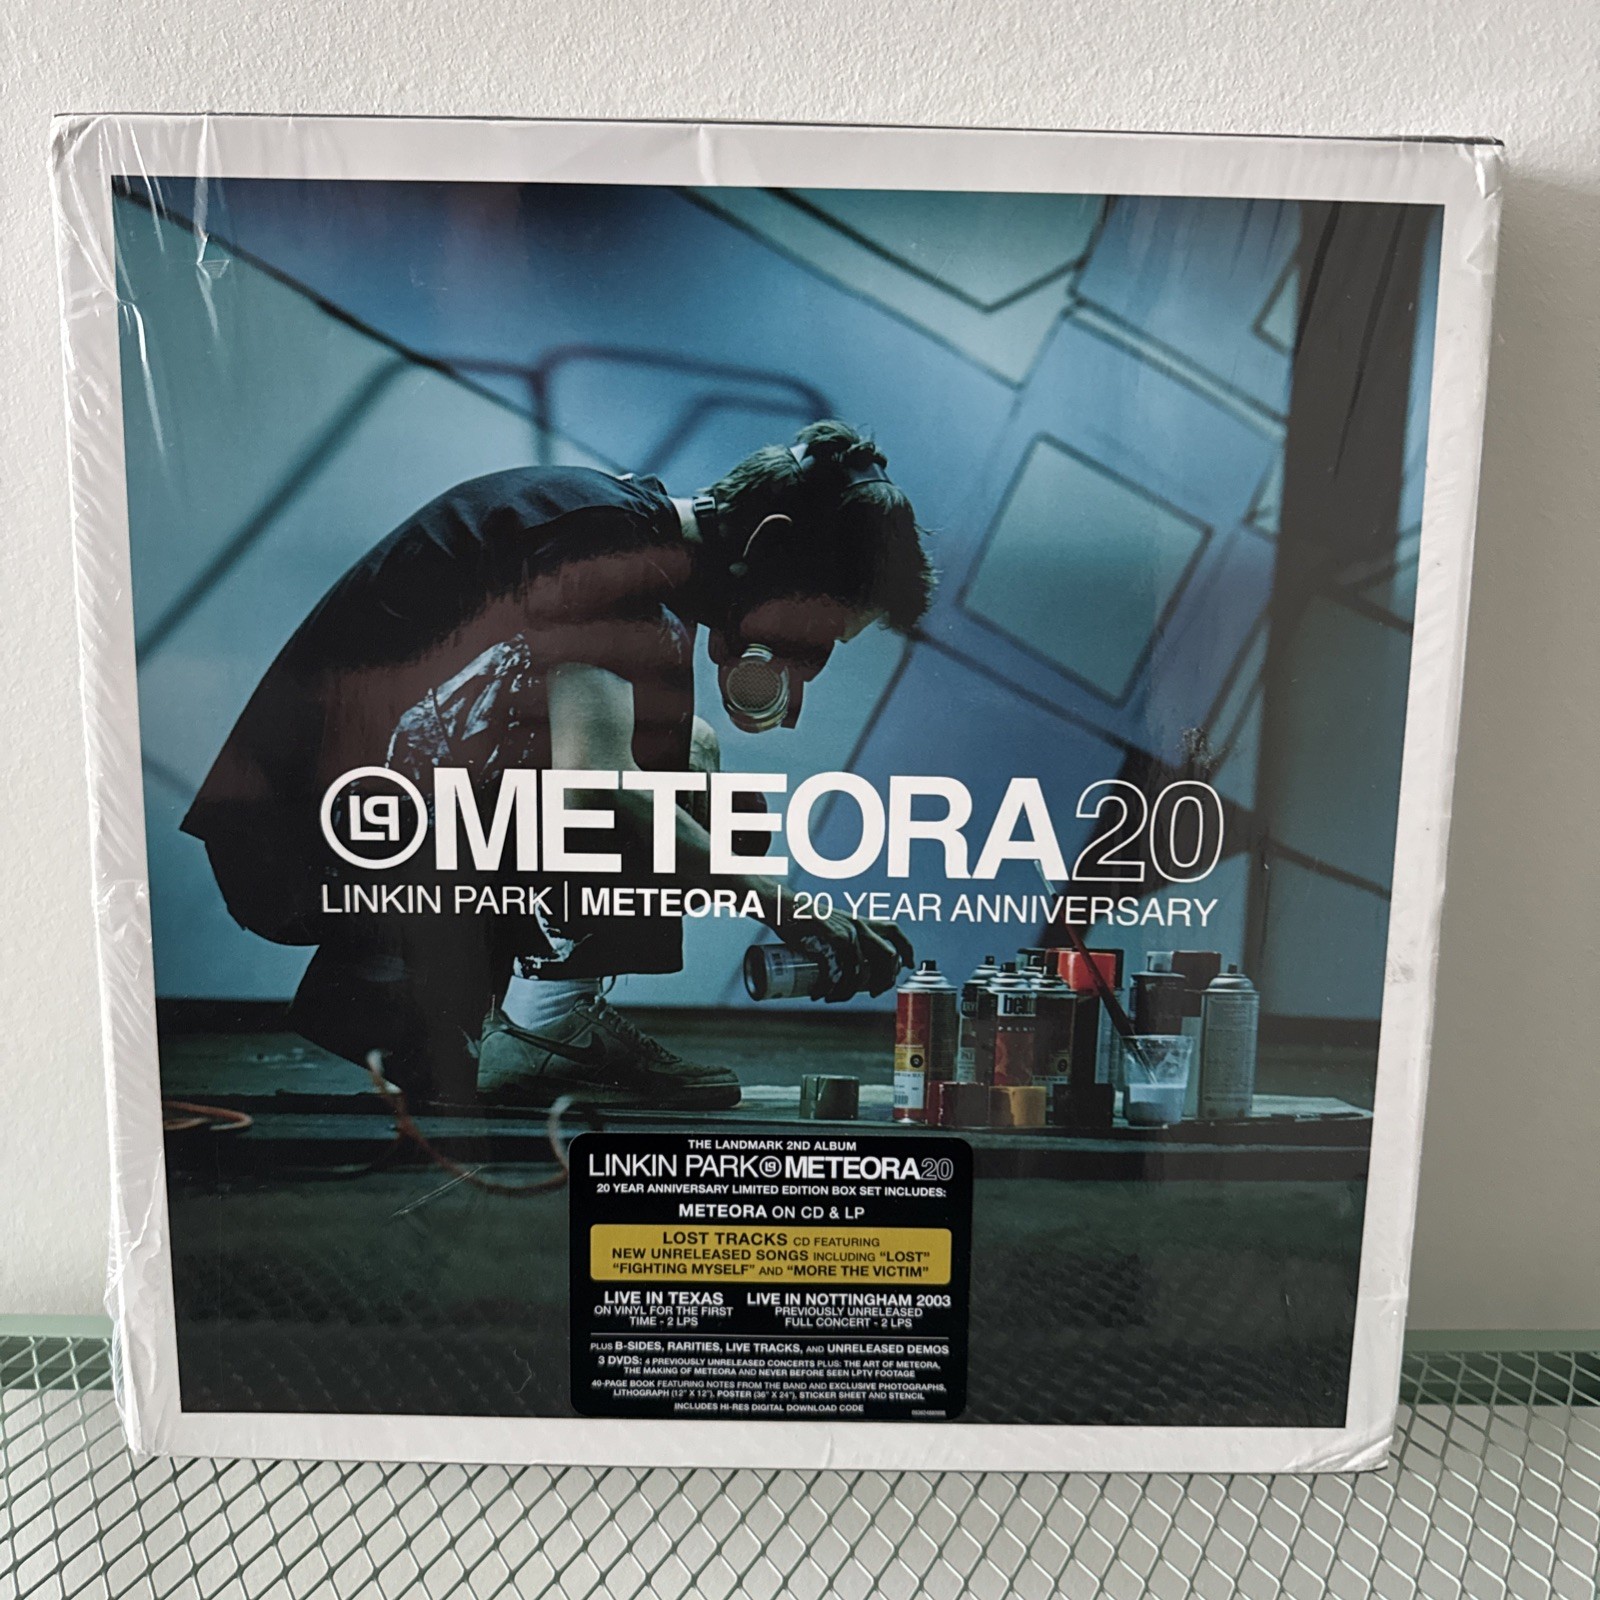 LP METEORA20
LINKIN PARK | METEORA | 20 YEAR ANNIVERSARY
THE LANDMARK 2ND ALBUM
LINKIN PARK LP METEORA20
20 YEAR ANNIVERSARY LIMITED EDITION BOX SET INCLUDES:
METEORA ON CD & LP
LOST TRACKS CD FEATURING
NEW UNRELEASED SONGS INCLUDING "LOST"
"FIGHTING MYSELF" AND "MORE THE VICTIM"
LIVE IN TEXAS
ON VINYL FOR THE FIRST
TIME - 2 LPS
LIVE IN NOTTINGHAM 2003
PREVIOUSLY UNRELEASED
FULL CONCERT - 2 LPS
PLUS B-SIDES, RARITIES, LIVE TRACKS, AND UNRELEASED DEMOS
3 DVDS: 4 PREVIOUSLY UNRELEASED CONCERTS PLUS: THE ART OF METEORA,
THE MAKING OF METEORA AND NEVER BEFORE SEEN LPTV FOOTAGE
40-PAGE BOOK FEATURING NOTES FROM THE BAND AND EXCLUSIVE PHOTOGRAPHS,
LITHOGRAPH (12" X 12"), POSTER (36" X 24"), STICKER SHEET AND STENCIL
INCLUDES HI-RES DIGITAL DOWNLOAD CODE